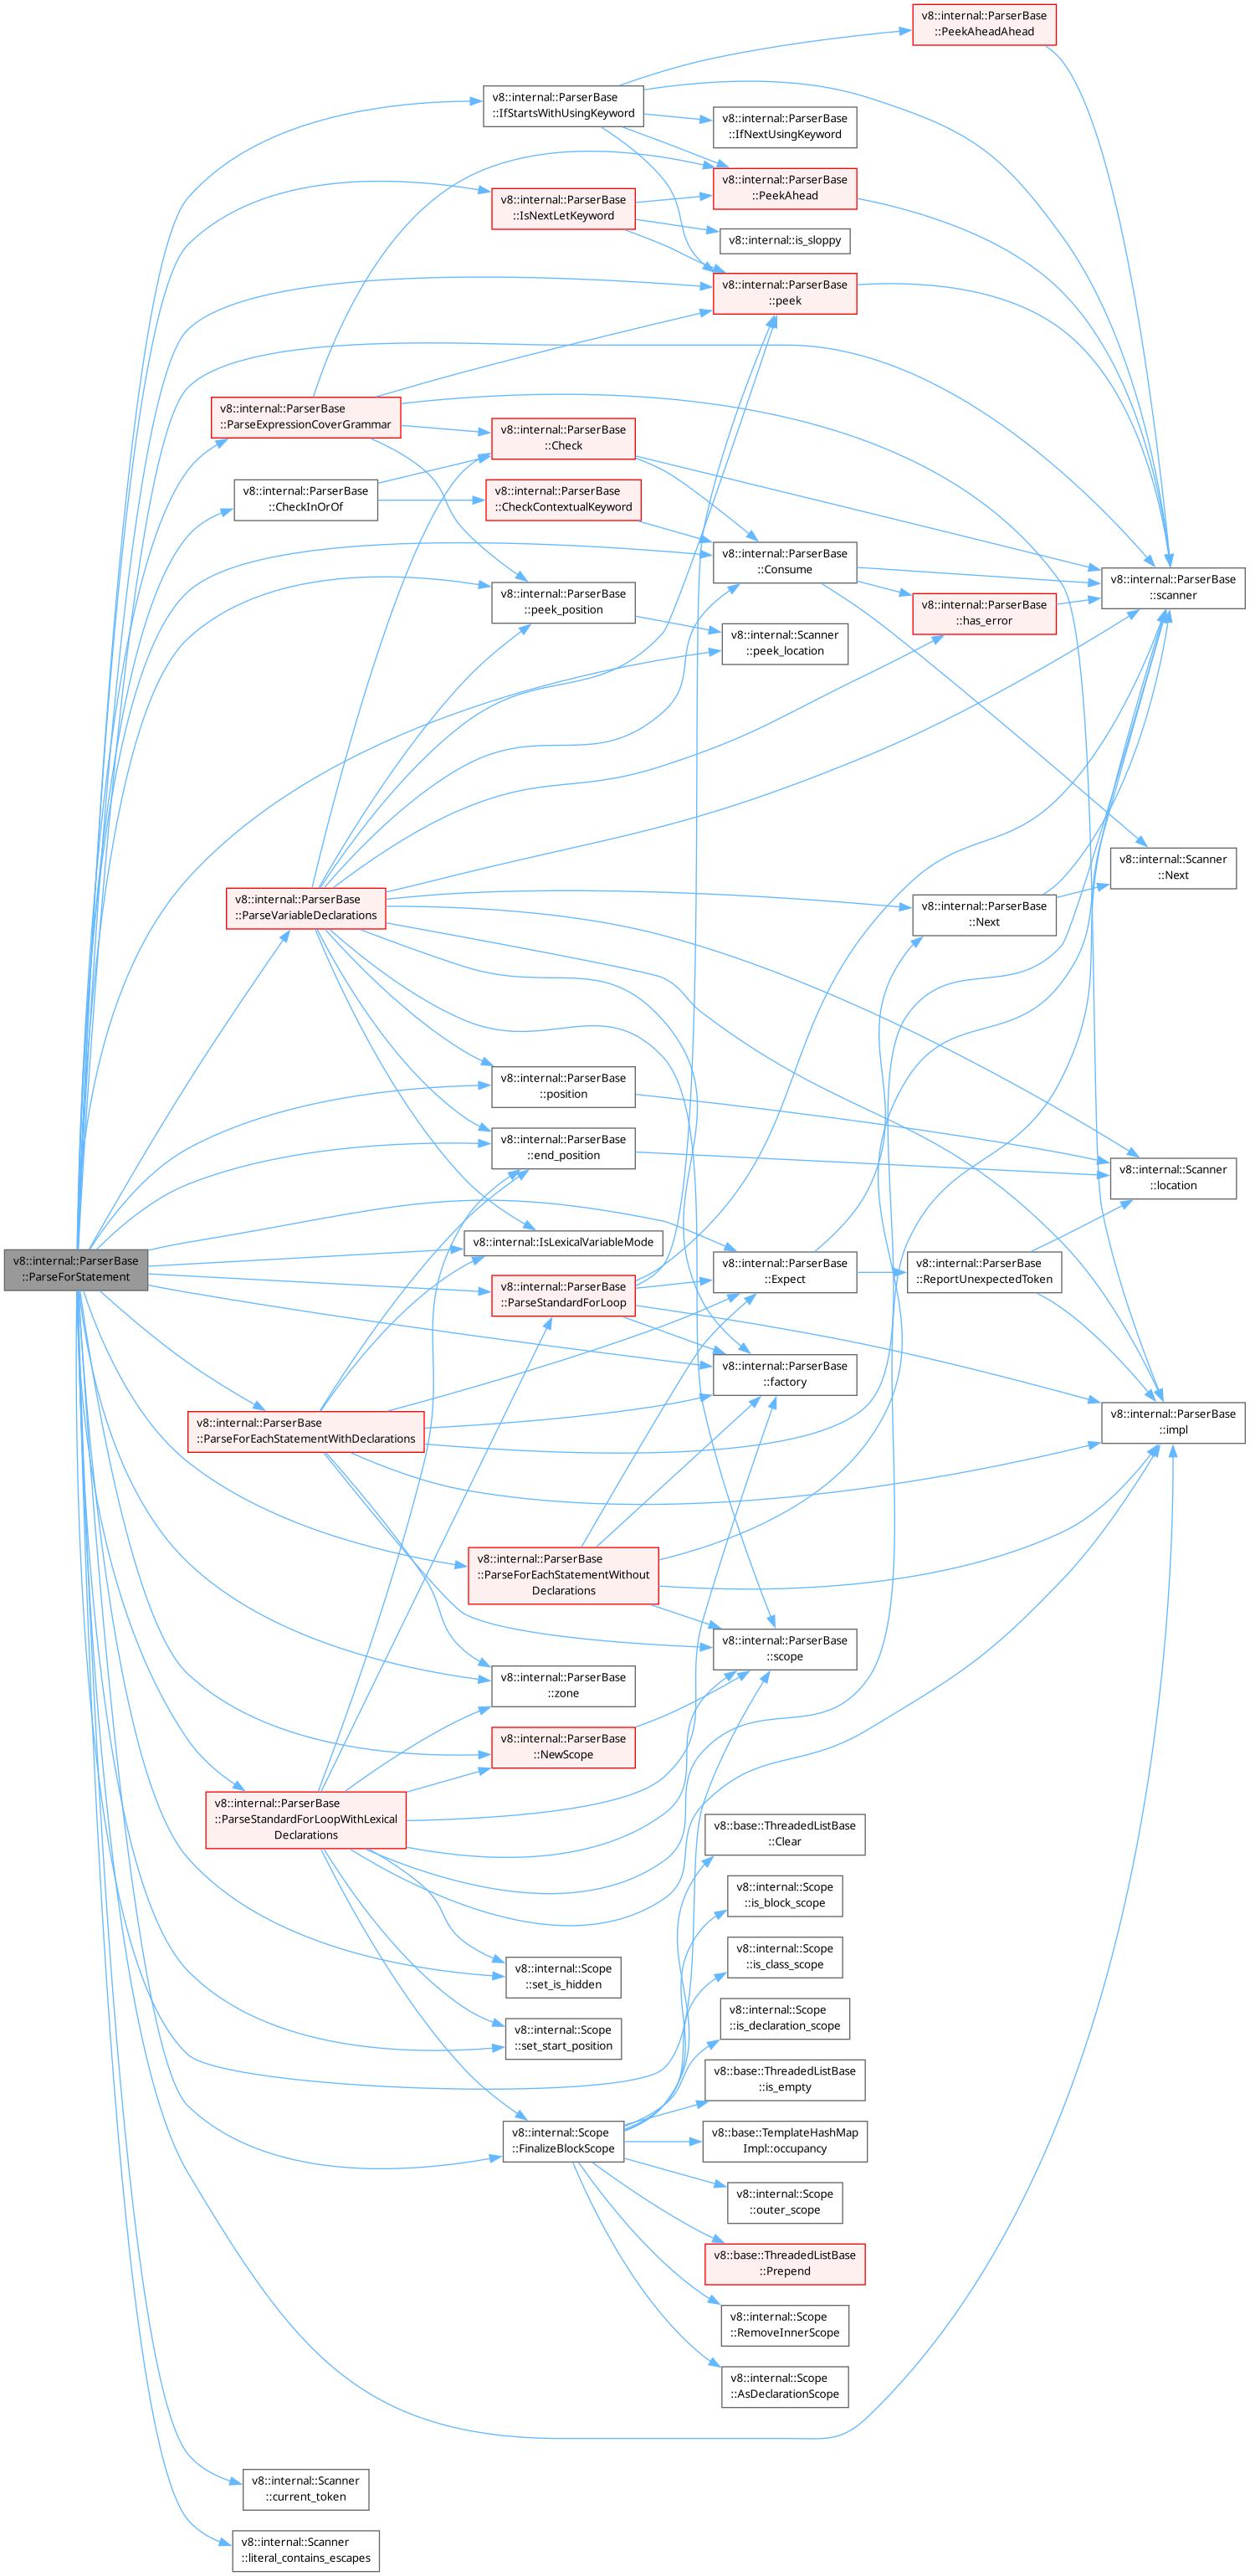 v8::internal::ParserBase
::PeekAheadAhead
v8::internal::ParserBase
::IfStartsWithUsingKeyword
v8::internal::ParserBase
::IfNextUsingKeyword
v8::internal::ParserBase
::PeekAhead
v8::internal::ParserBase
::IsNextLetKeyword
v8::internal::is_sloppy
v8::internal::ParserBase
::peek
v8::internal::ParserBase
::ParseExpressionCoverGrammar
v8::internal::ParserBase
::Check
v8::internal::ParserBase
::CheckInOrOf
v8::internal::ParserBase
::CheckContextualKeyword
v8::internal::ParserBase
::Consume
v8::internal::ParserBase
::scanner
v8::internal::ParserBase
::peek_position
v8::internal::ParserBase
::has_error
v8::internal::Scanner
::peek_location
v8::internal::Scanner
::Next
v8::internal::ParserBase
::ParseVariableDeclarations
v8::internal::ParserBase
::Next
v8::internal::ParserBase
::position
v8::internal::ParserBase
::end_position
v8::internal::Scanner
::location
v8::internal::IsLexicalVariableMode
v8::internal::ParserBase
::ParseForStatement
v8::internal::ParserBase
::ParseStandardForLoop
v8::internal::ParserBase
::Expect
v8::internal::ParserBase
::ReportUnexpectedToken
v8::internal::ParserBase
::factory
v8::internal::ParserBase
::ParseForEachStatementWithDeclarations
v8::internal::ParserBase
::impl
v8::internal::ParserBase
::ParseForEachStatementWithout
Declarations
v8::internal::ParserBase
::scope
v8::internal::ParserBase
::zone
v8::internal::ParserBase
::NewScope
v8::internal::ParserBase
::ParseStandardForLoopWithLexical
Declarations
v8::base::ThreadedListBase
::Clear
v8::internal::Scope
::is_block_scope
v8::internal::Scope
::is_class_scope
v8::internal::Scope
::set_is_hidden
v8::internal::Scope
::is_declaration_scope
v8::internal::Scope
::set_start_position
v8::base::ThreadedListBase
::is_empty
v8::internal::Scope
::FinalizeBlockScope
v8::base::TemplateHashMap
Impl::occupancy
v8::internal::Scope
::outer_scope
v8::base::ThreadedListBase
::Prepend
v8::internal::Scope
::RemoveInnerScope
v8::internal::Scope
::AsDeclarationScope
v8::internal::Scanner
::current_token
v8::internal::Scanner
::literal_contains_escapes